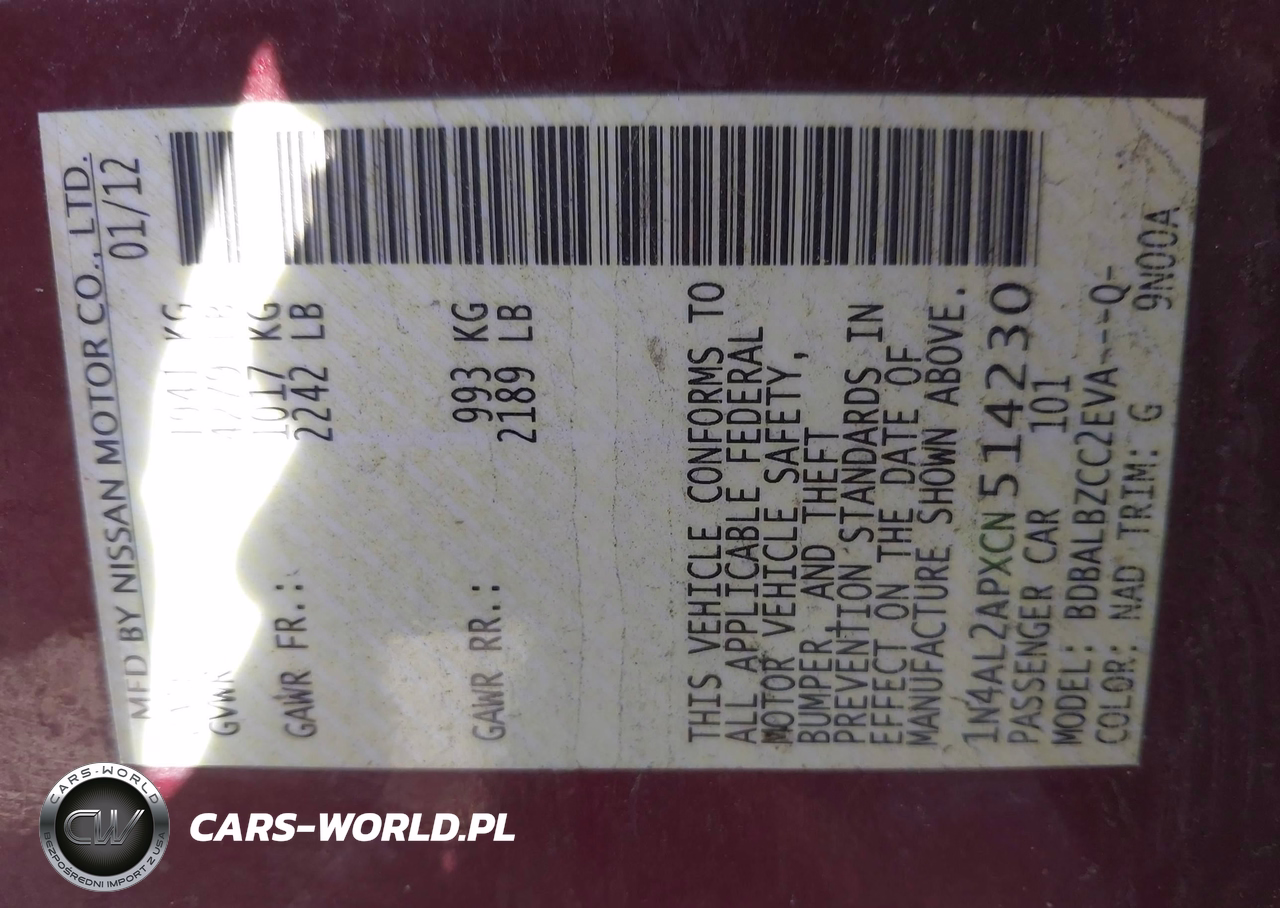 MFD BY NISSAN MOTOR CO., LTD.
01/12
KG
GAWR FR.: 1017 KG
2242 LB
GAWR RR.: 993 KG
2189 LB
THIS VEHICLE CONFORMS TO
ALL APPLICABLE FEDERAL
MOTOR VEHICLE SAFETY,
BUMPER, AND THEFT
PREVENTION STANDARDS IN
EFFECT ON THE DATE OF
MANUFACTURE SHOWN ABOVE.
1N4AL2APXCN514230
PASSENGER CAR 101
MODEL: BDBALBZCC2EVA---Q-
COLOR: NAD TRIM: G 9N00A
CARS-WORLD
CW
BEZPOŚREDNI IMPORT Z USA
CARS-WORLD.PL